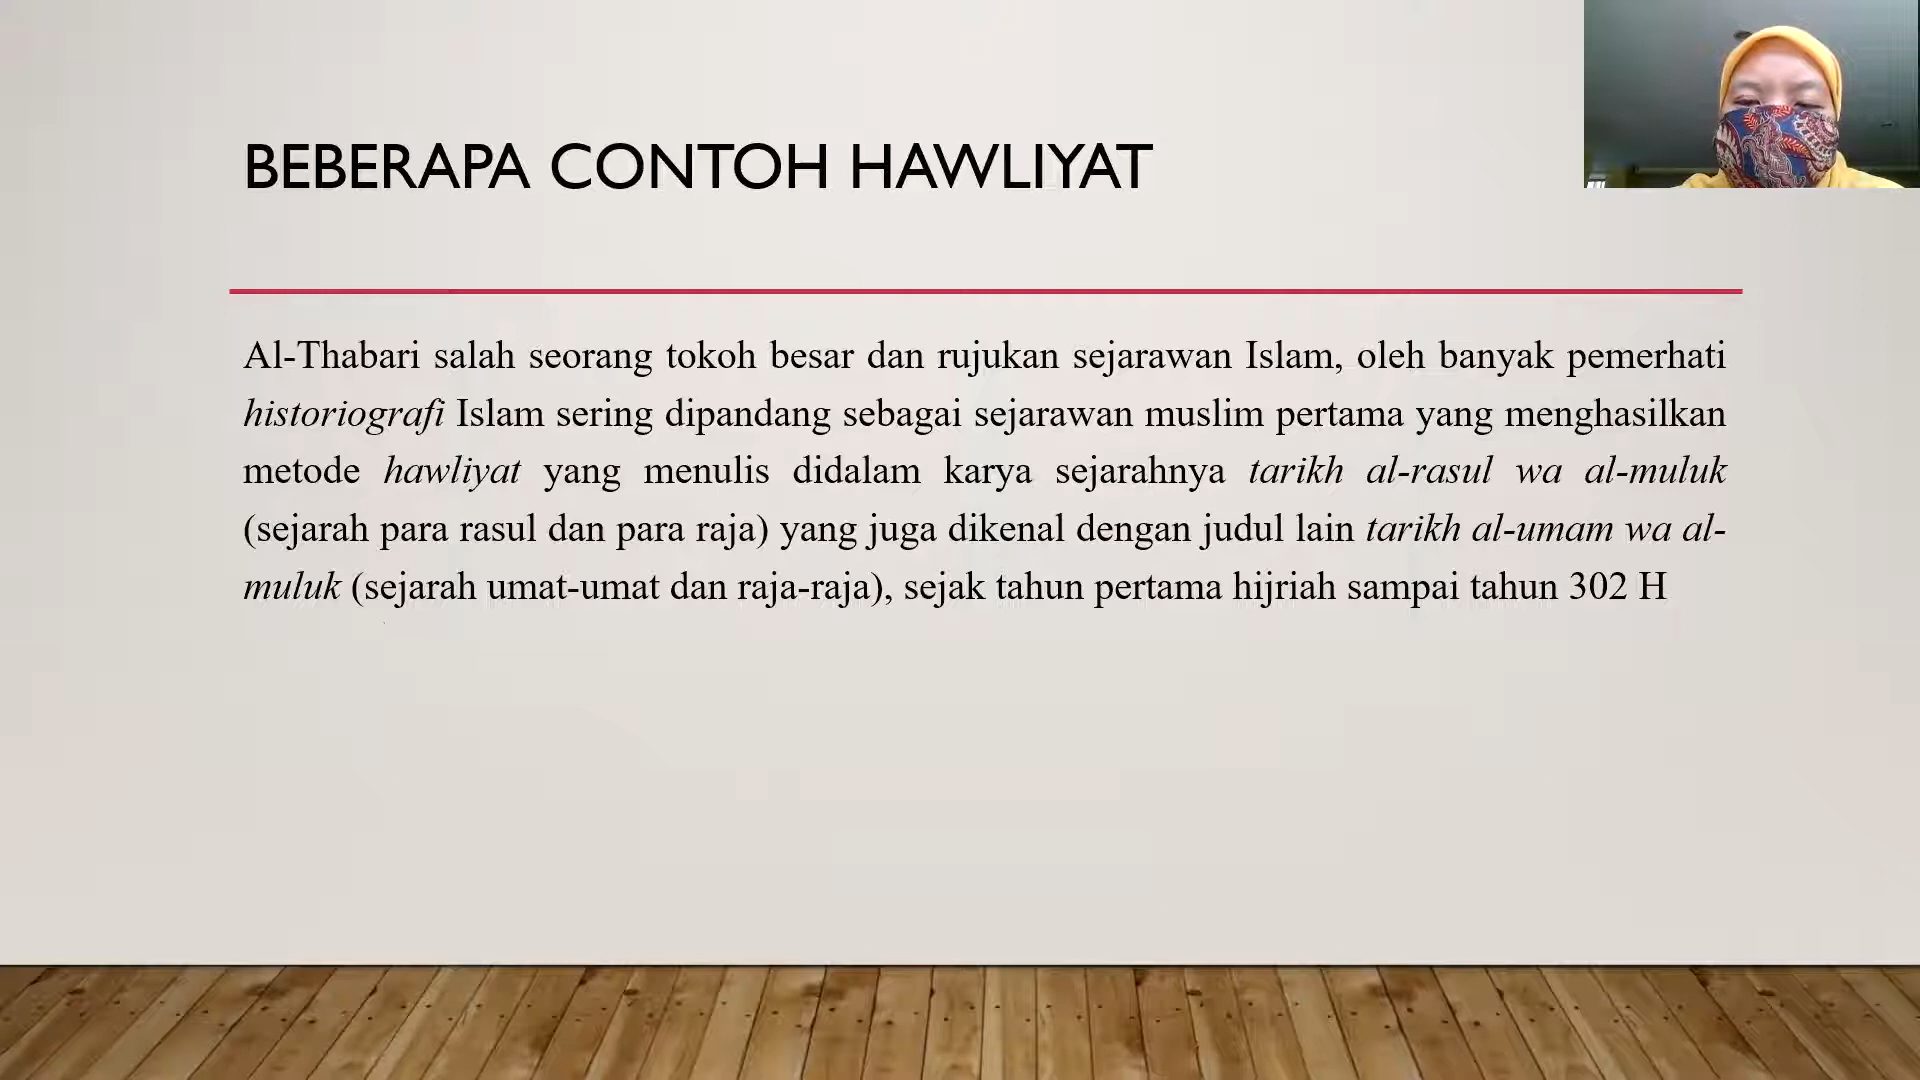 BEBERAPA CONTOH HAWLIYAT
Al-Thabari salah seorang tokoh besar dan rujukan sejarawan Islam, oleh banyak pemerhati
historiografi Islam sering dipandang sebagai sejarawan muslim pertama yang menghasilkan
metode hawliyat yang menulis didalam karya sejarahnya tarikh al-rasul wa al-muluk
(sejarah para rasul dan para raja) yang juga dikenal dengan judul lain tarikh al-umam wa al-
muluk (sejarah umat-umat dan raja-raja), sejak tahun pertama hijriah sampai tahun 302 H